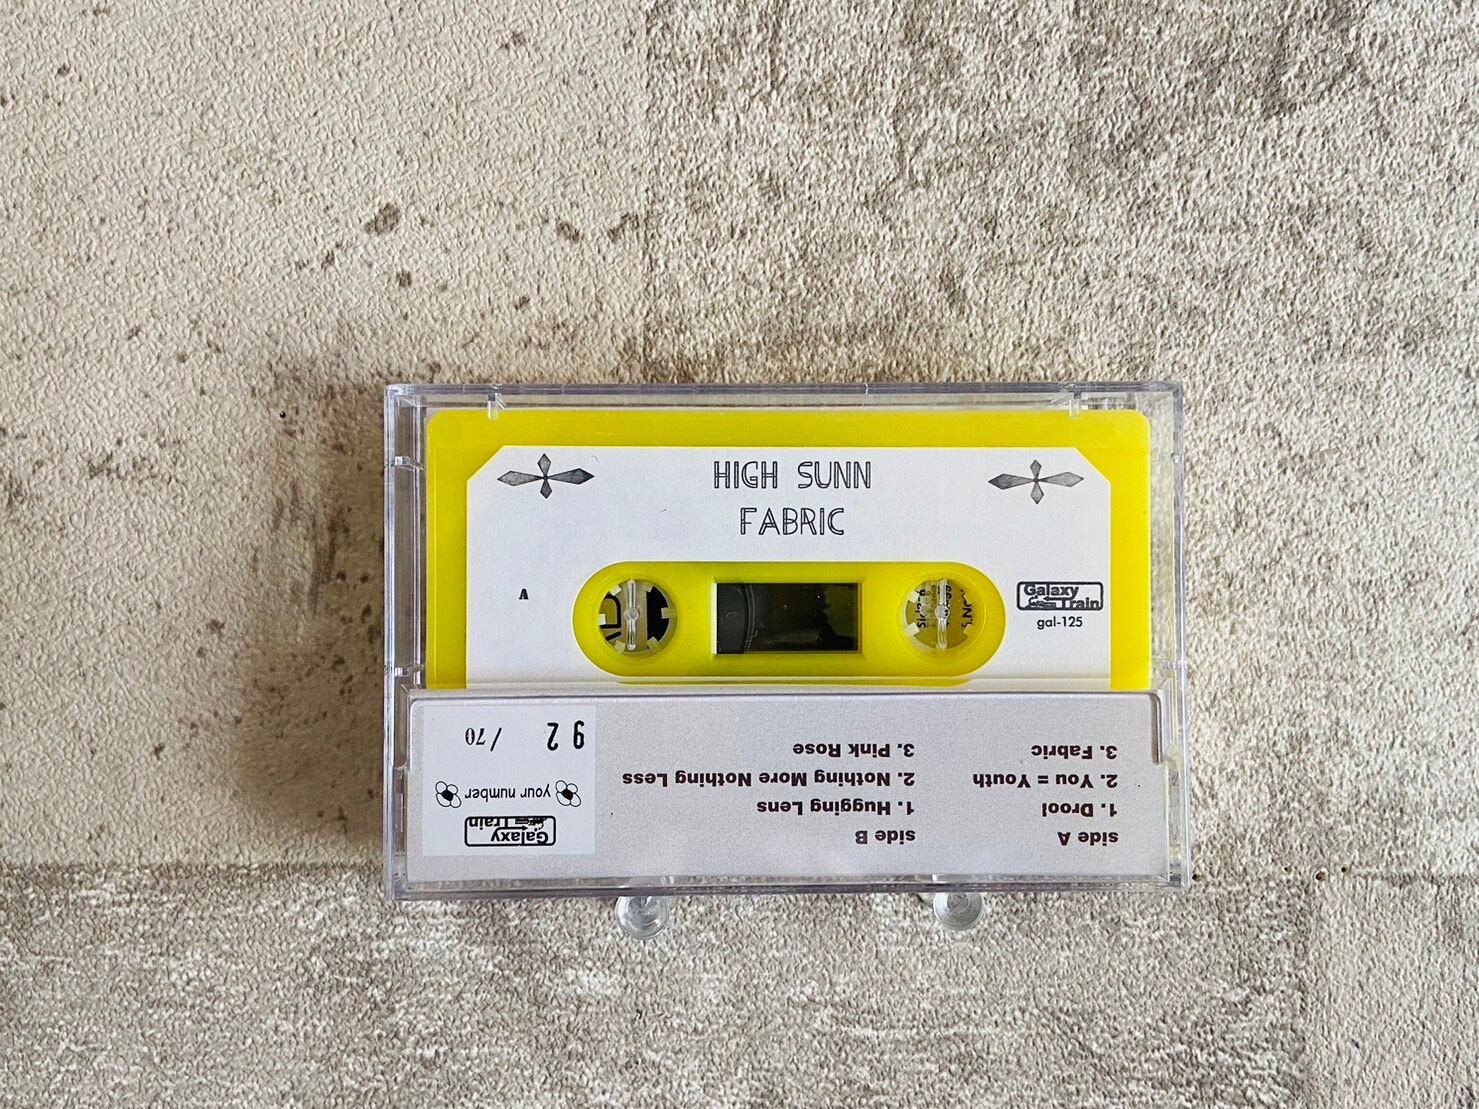 HIGH SUNN
FABRIC
A
Galaxy Train
gal-125
side A
1. Drool
2. You = Youth
3. Fabric
side B
1. Hugging Lens
2. Nothing More Nothing Less
3. Pink Rose
Galaxy Train
your number
62 /70